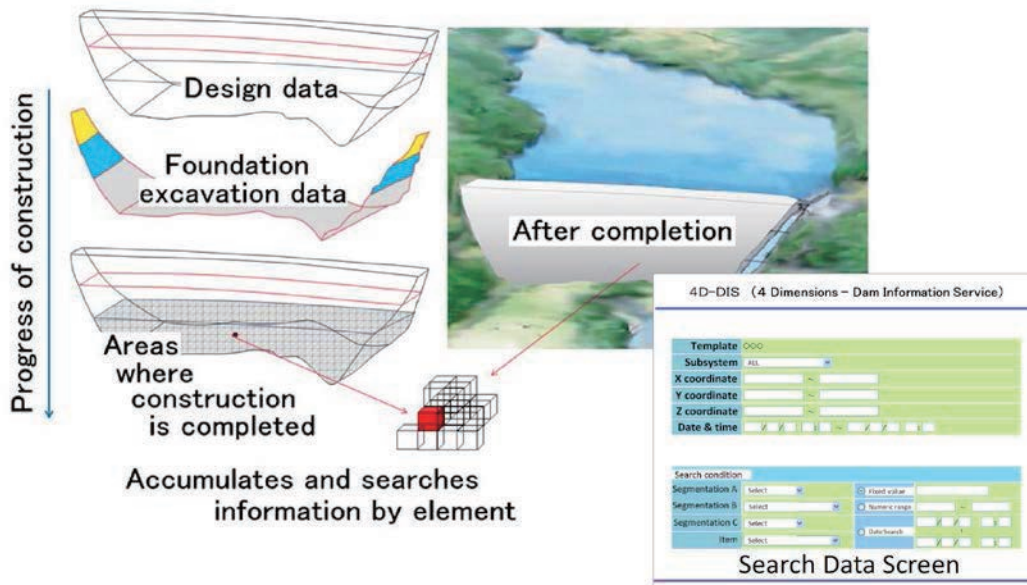 Progress of construction
Design data
Foundation
excavation data
Areas
where
construction
is completed
After completion
Accumulates and searches
information by element
4D-DIS （4 Dimensions − Dam Information Service）
Template ○○○
Subsystem ALL
X coordinate ～
Y coordinate ～
Z coordinate ～
Date & time / / : ～ / / :
Search condition
Segmentation A Select Fixed value
Segmentation B Select Numeric range ～
Segmentation C Select
DateSearch / / :
Item Select / / :
Search Data Screen